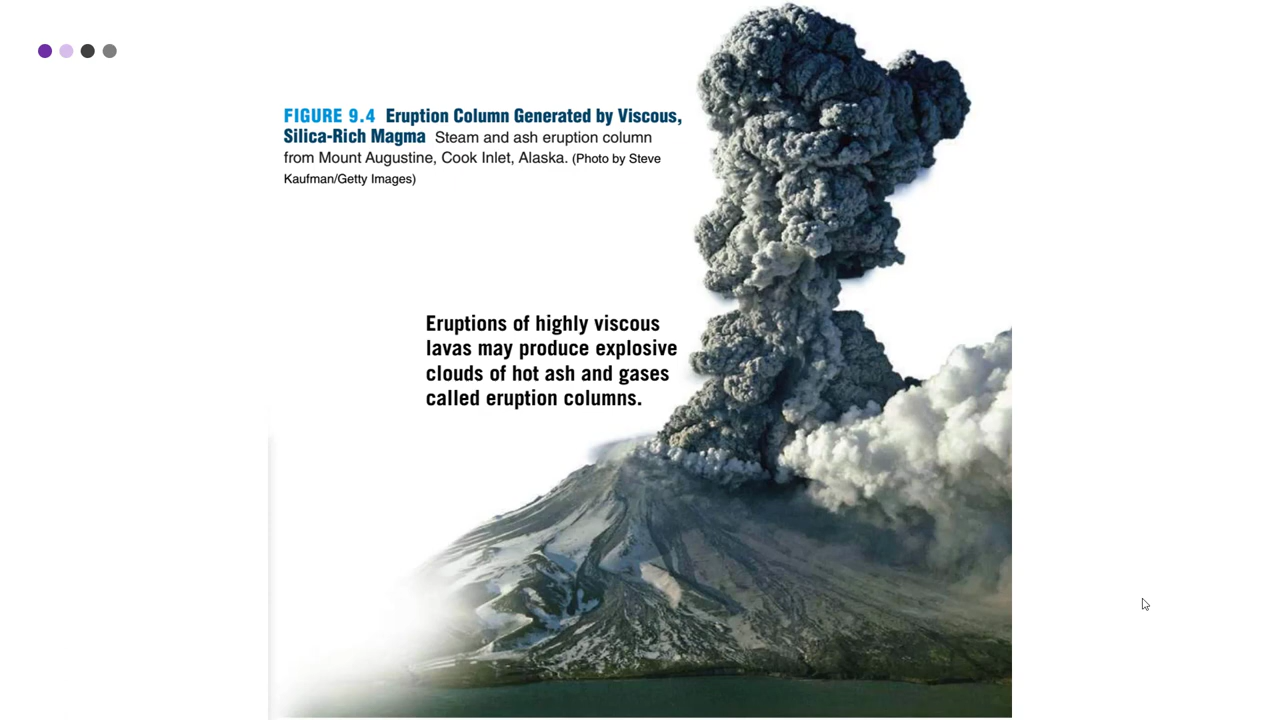 FIGURE 9.4 Eruption Column Generated by Viscous,
Silica-Rich Magma Steam and ash eruption column
from Mount Augustine, Cook Inlet, Alaska. (Photo by Steve
Kaufman/Getty Images)
Eruptions of highly viscous
lavas may produce explosive
clouds of hot ash and gases
called eruption columns.